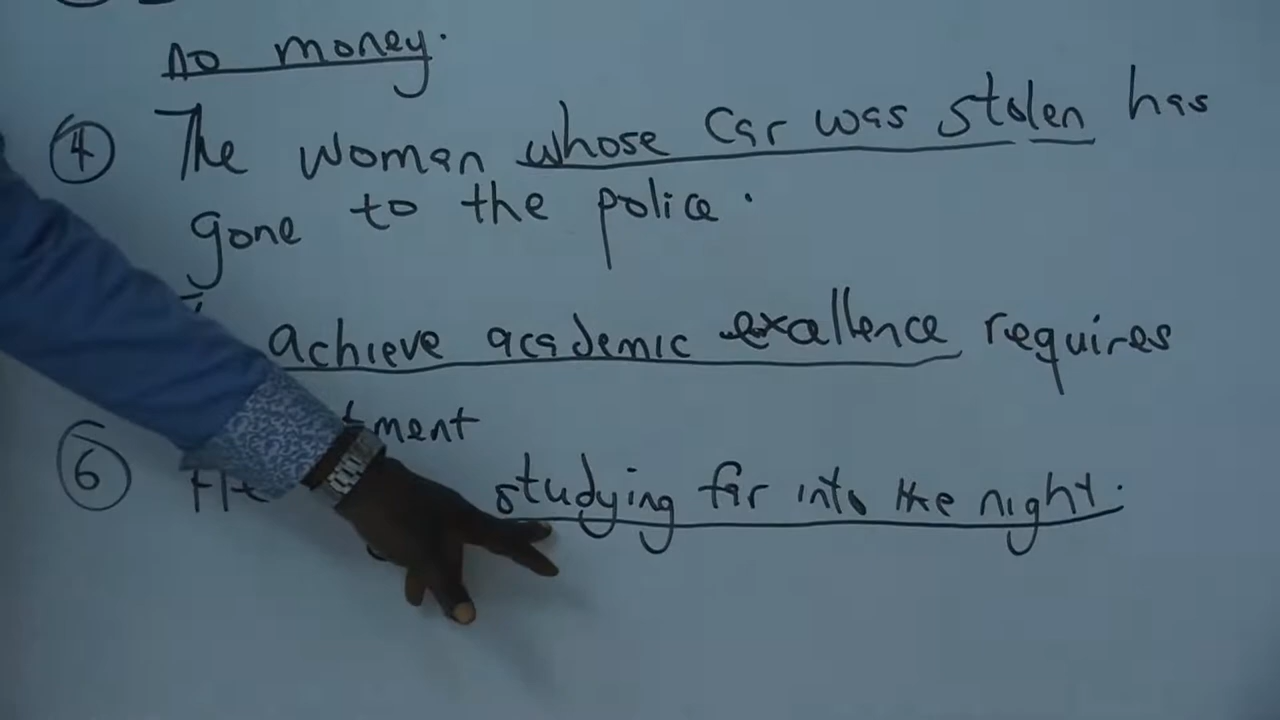 no money.
④ The woman whose car was stolen has
gone to the police.
achieve academic excellence requires
ment
⑥ studying far into the night.